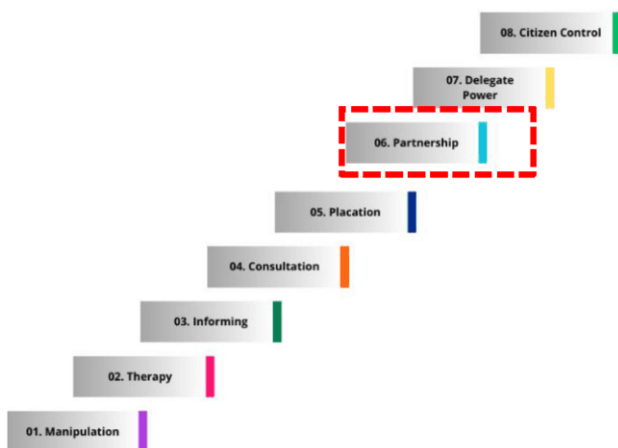 08. Citizen Control
07. Delegate
Power
06. Partnership
05. Placation
04. Consultation
03. Informing
02. Therapy
01. Manipulation